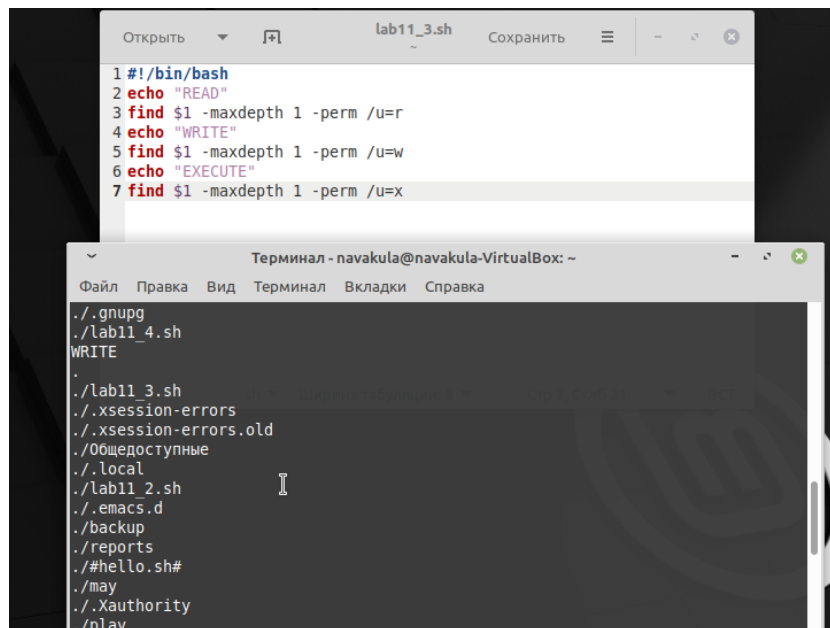 Открыть
lab11_3.sh
~
Сохранить
1 #!/bin/bash
2 echo "READ"
3 find $1 -maxdepth 1 -perm /u=r
4 echo "WRITE"
5 find $1 -maxdepth 1 -perm /u=w
6 echo "EXECUTE"
7 find $1 -maxdepth 1 -perm /u=x
Терминал - navakula@navakula-VirtualBox: ~
Файл Правка Вид Терминал Вкладки Справка
./.gnupg
./lab11_4.sh
WRITE
.
./lab11_3.sh
./.xsession-errors
./.xsession-errors.old
./Общедоступные
./.local
./lab11_2.sh
./.emacs.d
./backup
./reports
./#hello.sh#
./may
./.Xauthority
./play